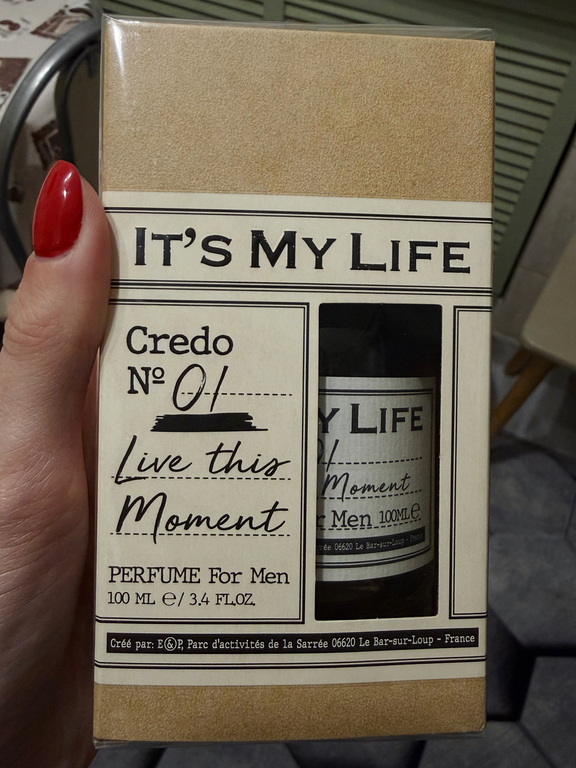 IT'S MY LIFE
Credo
Nº 01
Live this
Moment
PERFUME For Men
100 ML ℮/ 3.4 FL.OZ.
Y LIFE
01
Moment
r Men 100ML℮
rrée 06620 Le Bar-sur-Loup - France
Créé par: E&P, Parc d'activités de la Sarrée 06620 Le Bar-sur-Loup - France